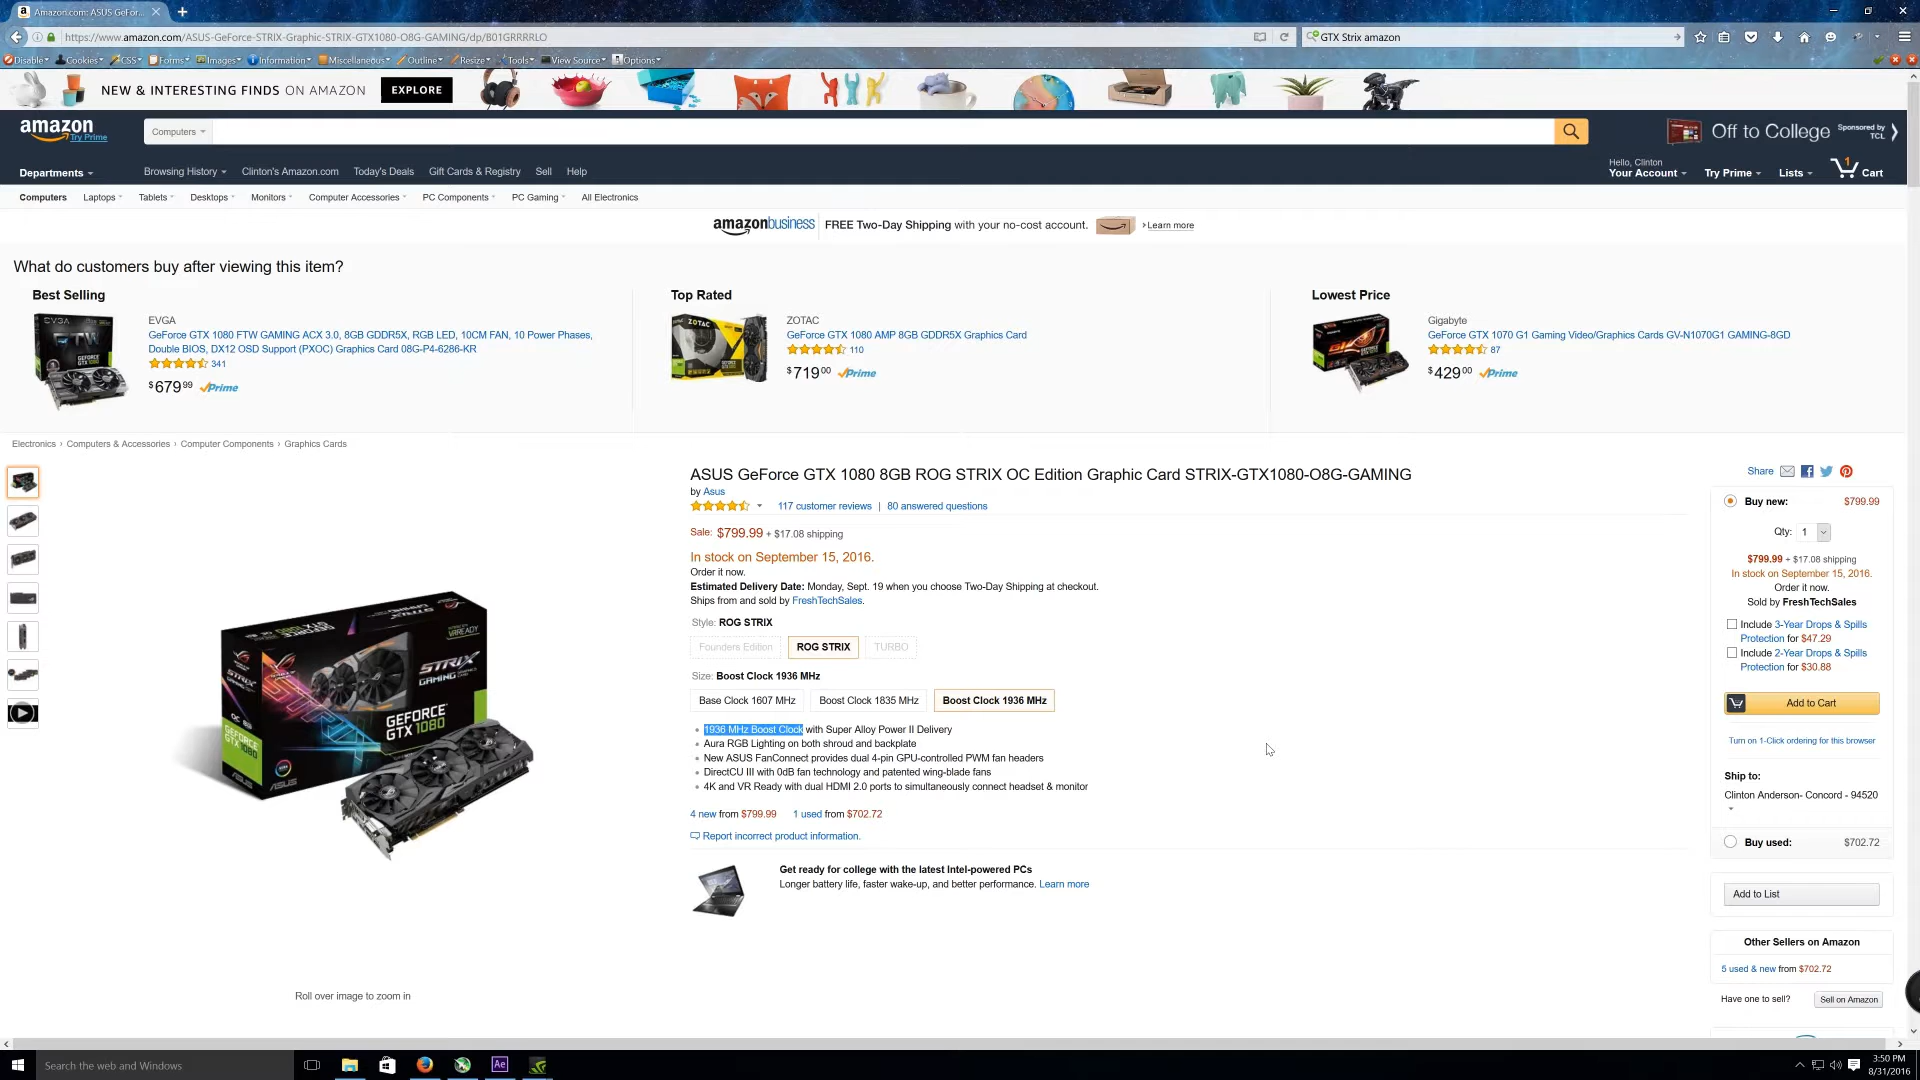 Amazon.com: ASUS GeFor...
https://www.amazon.com/ASUS-GeForce-STRIX-Graphic-STRIX-GTX1080-O8G-GAMING/dp/B01GRRRRLO
GTX Strix amazon
Disable Cookies CSS Forms Images Information Miscellaneous Outline Resize Tools View Source Options
NEW & INTERESTING FINDS ON AMAZON EXPLORE
amazon
Try Prime
Computers
Off to College Sponsored by TCL
Departments
Browsing History Clinton's Amazon.com Today's Deals Gift Cards & Registry Sell Help
Hello, Clinton
Your Account Try Prime Lists 1 Cart
Computers Laptops Tablets Desktops Monitors Computer Accessories PC Components PC Gaming All Electronics
amazonbusiness FREE Two-Day Shipping with your no-cost account. › Learn more
What do customers buy after viewing this item?
Best Selling
EVGA
GeForce GTX 1080 FTW GAMING ACX 3.0, 8GB GDDR5X, RGB LED, 10CM FAN, 10 Power Phases,
Double BIOS, DX12 OSD Support (PXOC) Graphics Card 08G-P4-6286-KR
341
$679.99 Prime
Top Rated
ZOTAC
GeForce GTX 1080 AMP 8GB GDDR5X Graphics Card
110
$719.00 Prime
Lowest Price
Gigabyte
GeForce GTX 1070 G1 Gaming Video/Graphics Cards GV-N1070G1 GAMING-8GD
87
$429.00 Prime
Electronics › Computers & Accessories › Computer Components › Graphics Cards
STRIX
GAMING
GEFORCE
GTX 1080
ASUS
Roll over image to zoom in
ASUS GeForce GTX 1080 8GB ROG STRIX OC Edition Graphic Card STRIX-GTX1080-O8G-GAMING
by Asus
117 customer reviews | 80 answered questions
Sale: $799.99 + $17.08 shipping
In stock on September 15, 2016.
Order it now.
Estimated Delivery Date: Monday, Sept. 19 when you choose Two-Day Shipping at checkout.
Ships from and sold by FreshTechSales.
Style: ROG STRIX
Founders Edition ROG STRIX TURBO
Size: Boost Clock 1936 MHz
Base Clock 1607 MHz Boost Clock 1835 MHz Boost Clock 1936 MHz
1936 MHz Boost Clock with Super Alloy Power II Delivery
Aura RGB Lighting on both shroud and backplate
New ASUS FanConnect provides dual 4-pin GPU-controlled PWM fan headers
DirectCU III with 0dB fan technology and patented wing-blade fans
4K and VR Ready with dual HDMI 2.0 ports to simultaneously connect headset & monitor
4 new from $799.99 1 used from $702.72
Report incorrect product information.
Get ready for college with the latest Intel-powered PCs
Longer battery life, faster wake-up, and better performance. Learn more
Share
Buy new: $799.99
Qty: 1
$799.99 + $17.08 shipping
In stock on September 15, 2016.
Order it now.
Sold by FreshTechSales
Include 3-Year Drops & Spills
Protection for $47.29
Include 2-Year Drops & Spills
Protection for $30.88
Add to Cart
Turn on 1-Click ordering for this browser
Ship to:
Clinton Anderson- Concord - 94520
Buy used: $702.72
Add to List
Other Sellers on Amazon
5 used & new from $702.72
Have one to sell? Sell on Amazon
Search the web and Windows
Ae
3:50 PM
8/31/2016